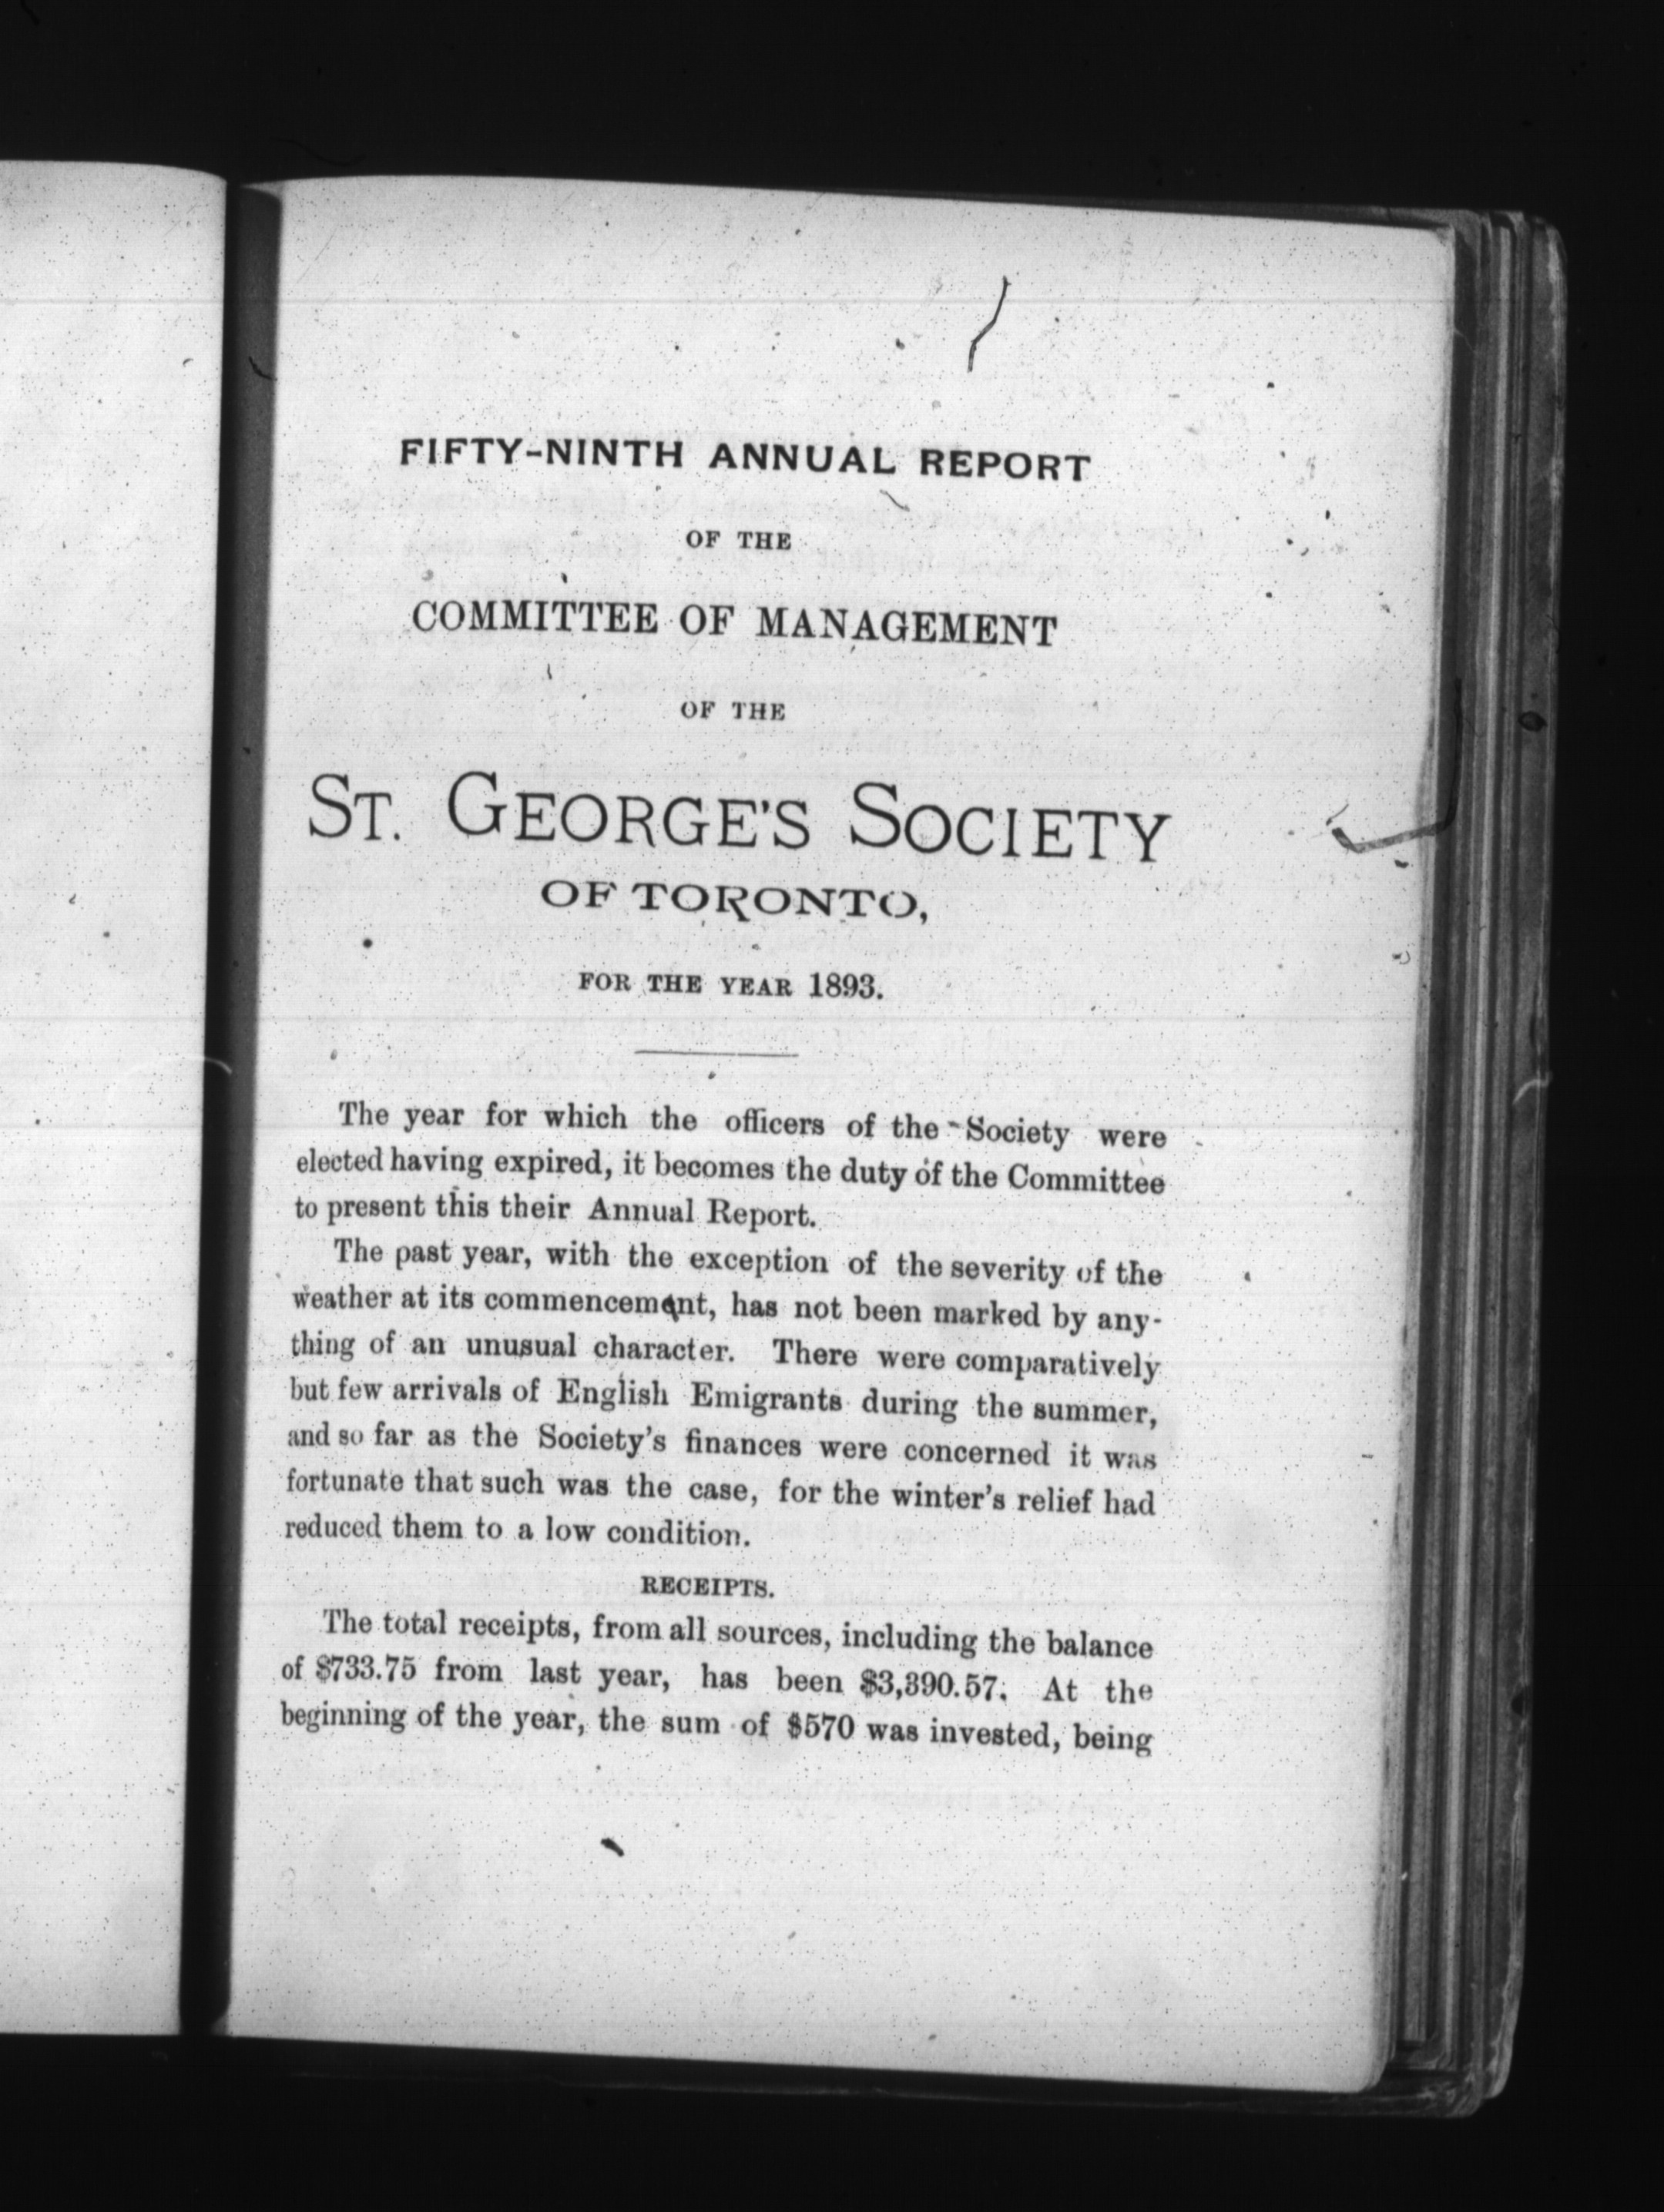 FIFTY-NINTH ANNUAL REPORT
OF THE
COMMITTEE OF MANAGEMENT
OF THE
ST. GEORGE'S SOCIETY
OF TORONTO,
FOR THE YEAR 1893.
The year for which the officers of the Society were
elected having expired, it becomes the duty of the Committee
to present this their Annual Report.
The past year, with the exception of the severity of the
weather at its commencement, has not been marked by any-
thing of an unusual character. There were comparatively
but few arrivals of English Emigrants during the summer,
and so far as the Society's finances were concerned it was
fortunate that such was the case, for the winter's relief had
reduced them to a low condition.
RECEIPTS.
The total receipts, from all sources, including the balance
of $733.75 from last year, has been $3,390.57. At the
beginning of the year, the sum of $570 was invested, being